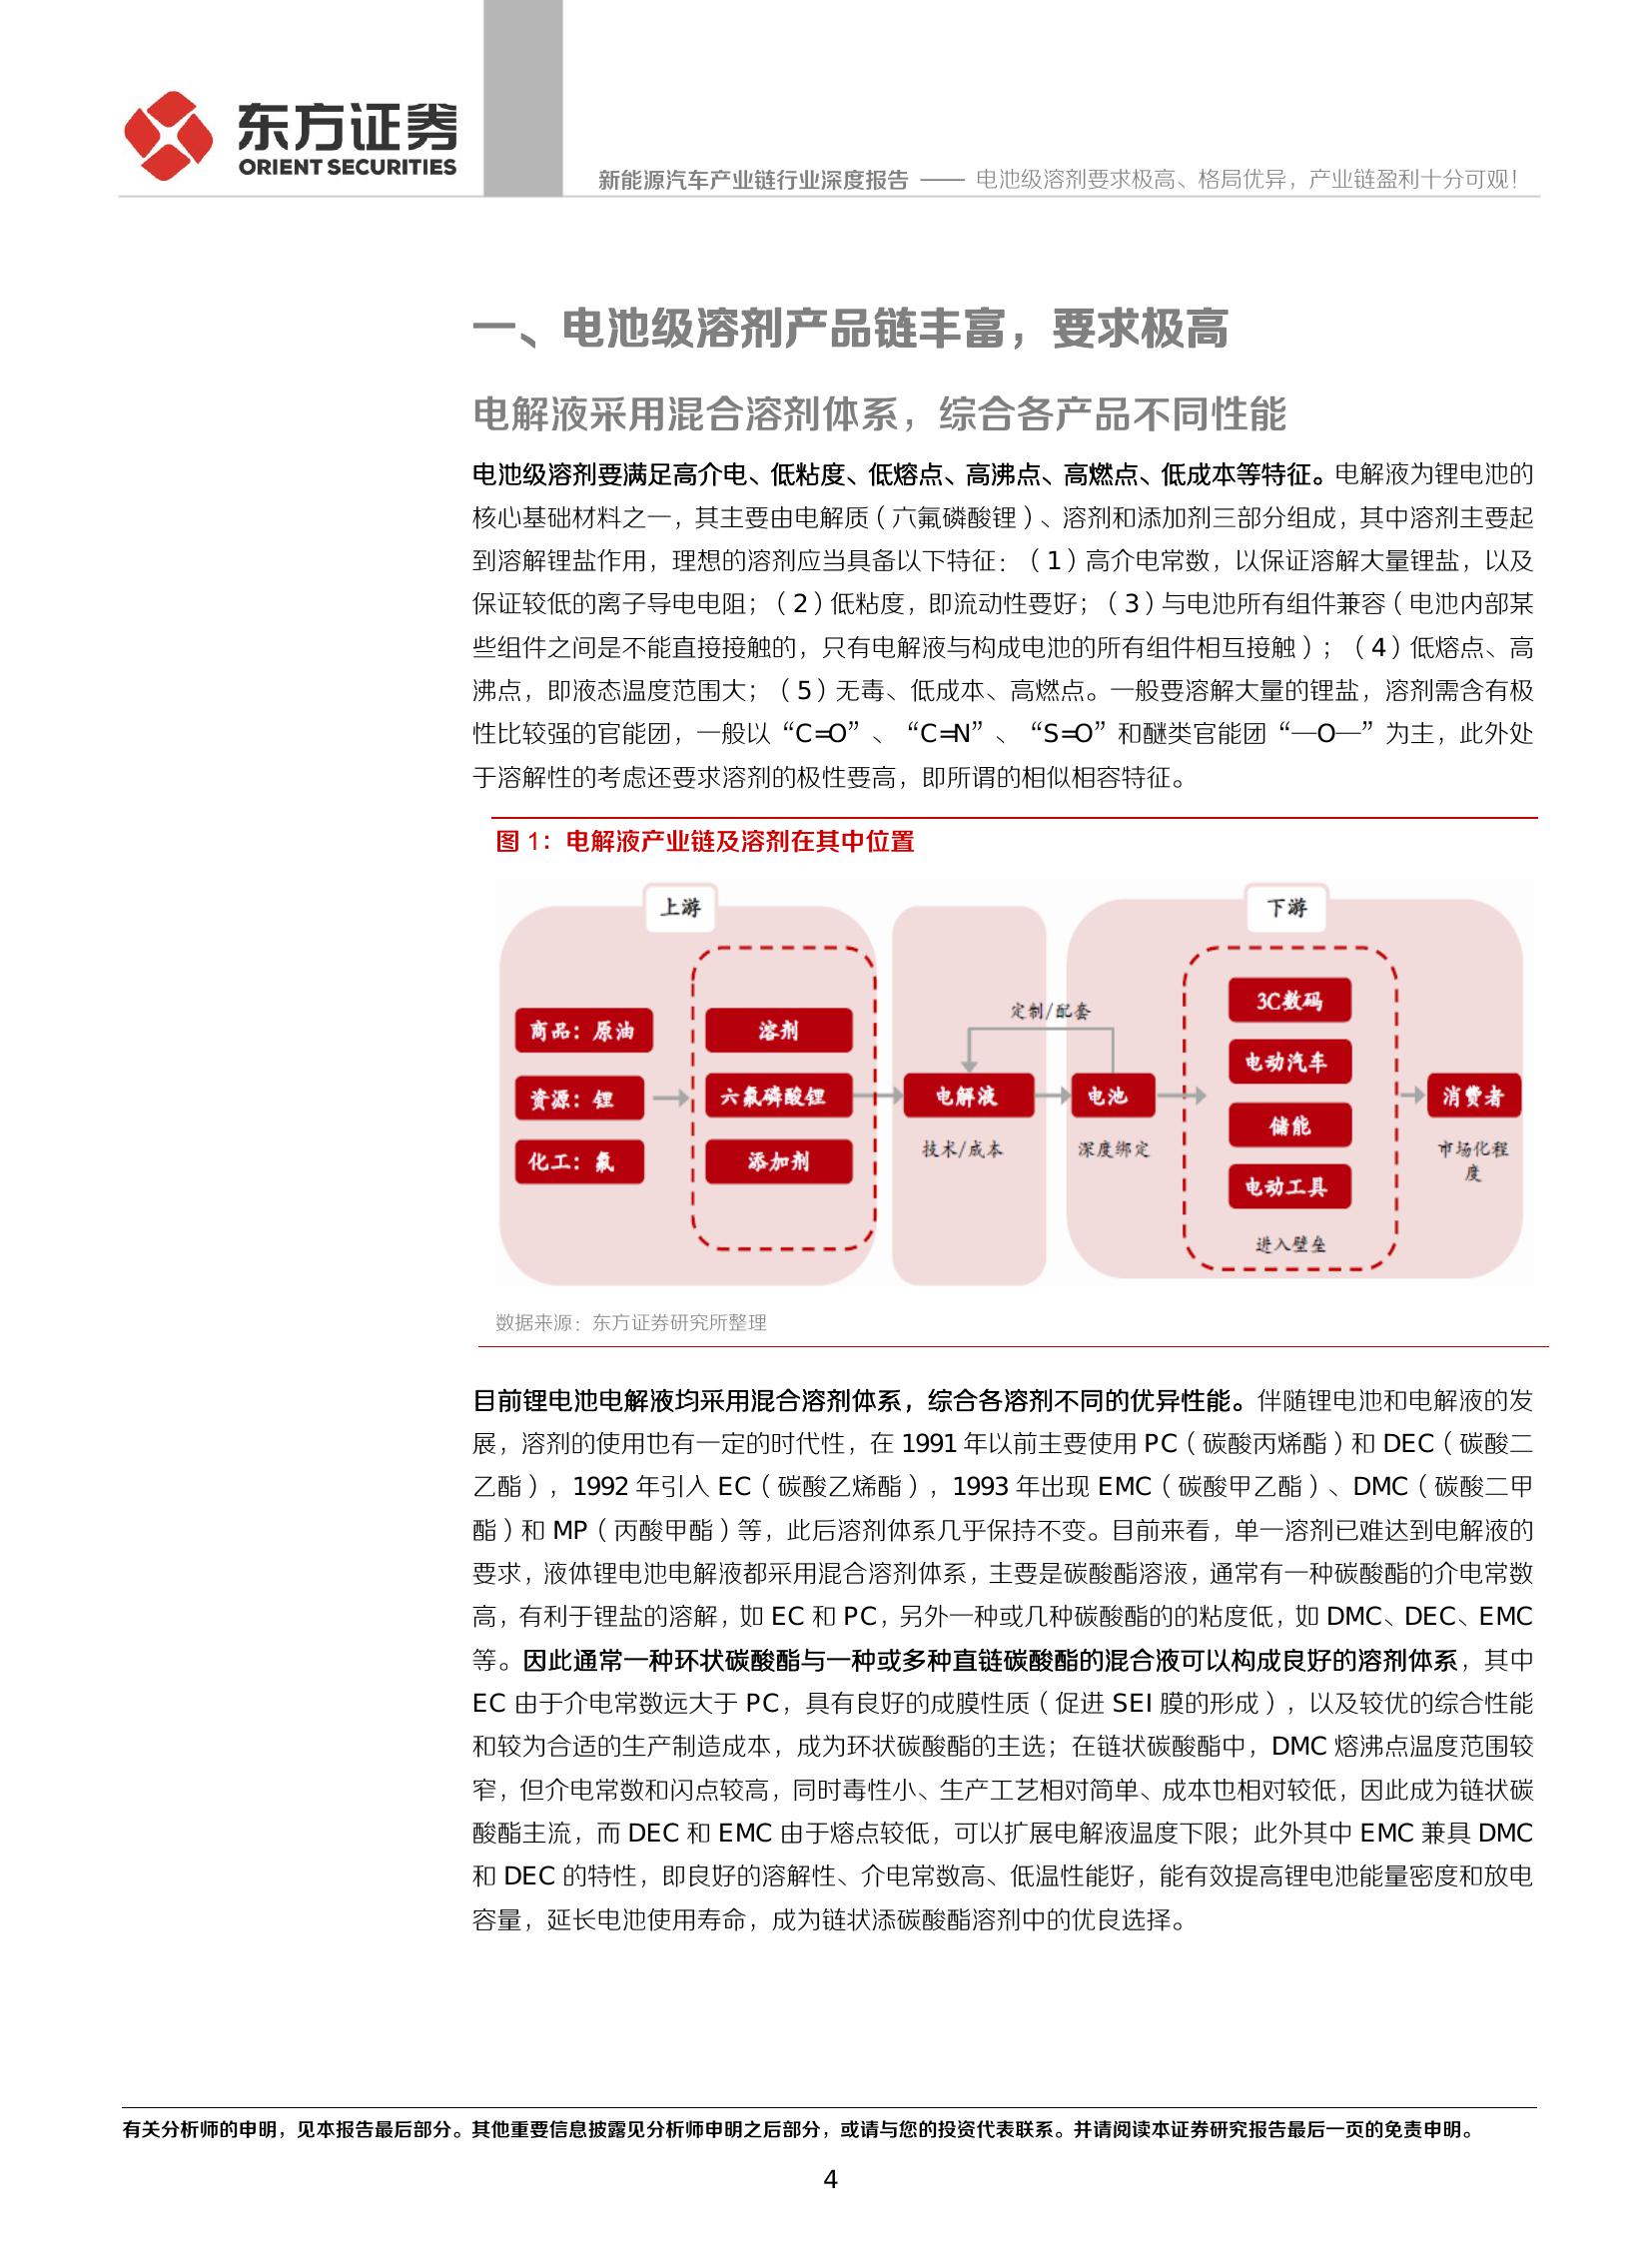 东方证券
ORIENT SECURITIES
新能源汽车产业链行业深度报告 —— 电池级溶剂要求极高、格局优异，产业链盈利十分可观！
一、电池级溶剂产品链丰富，要求极高
电解液采用混合溶剂体系，综合各产品不同性能
电池级溶剂要满足高介电、低粘度、低熔点、高沸点、高燃点、低成本等特征。电解液为锂电池的
核心基础材料之一，其主要由电解质（六氟磷酸锂）、溶剂和添加剂三部分组成，其中溶剂主要起
到溶解锂盐作用，理想的溶剂应当具备以下特征：（1）高介电常数，以保证溶解大量锂盐，以及
保证较低的离子导电电阻；（2）低粘度，即流动性要好；（3）与电池所有组件兼容（电池内部某
些组件之间是不能直接接触的，只有电解液与构成电池的所有组件相互接触）；（4）低熔点、高
沸点，即液态温度范围大；（5）无毒、低成本、高燃点。一般要溶解大量的锂盐，溶剂需含有极
性比较强的官能团，一般以“C=O”、“C=N”、“S=O”和醚类官能团“—O—”为主，此外处
于溶解性的考虑还要求溶剂的极性要高，即所谓的相似相容特征。
图 1：电解液产业链及溶剂在其中位置
上游
下游
商品：原油
资源：锂
化工：氟
溶剂
六氟磷酸锂
添加剂
定制/配套
电解液
技术/成本
电池
深度绑定
3C数码
电动汽车
储能
电动工具
进入壁垒
消费者
市场化程
度
数据来源：东方证券研究所整理
目前锂电池电解液均采用混合溶剂体系，综合各溶剂不同的优异性能。伴随锂电池和电解液的发
展，溶剂的使用也有一定的时代性，在 1991 年以前主要使用 PC（碳酸丙烯酯）和 DEC（碳酸二
乙酯），1992 年引入 EC（碳酸乙烯酯），1993 年出现 EMC（碳酸甲乙酯）、DMC（碳酸二甲
酯）和 MP（丙酸甲酯）等，此后溶剂体系几乎保持不变。目前来看，单一溶剂已难达到电解液的
要求，液体锂电池电解液都采用混合溶剂体系，主要是碳酸酯溶液，通常有一种碳酸酯的介电常数
高，有利于锂盐的溶解，如 EC 和 PC，另外一种或几种碳酸酯的的粘度低，如 DMC、DEC、EMC
等。因此通常一种环状碳酸酯与一种或多种直链碳酸酯的混合液可以构成良好的溶剂体系，其中
EC 由于介电常数远大于 PC，具有良好的成膜性质（促进 SEI 膜的形成），以及较优的综合性能
和较为合适的生产制造成本，成为环状碳酸酯的主选；在链状碳酸酯中，DMC 熔沸点温度范围较
窄，但介电常数和闪点较高，同时毒性小、生产工艺相对简单、成本也相对较低，因此成为链状碳
酸酯主流，而 DEC 和 EMC 由于熔点较低，可以扩展电解液温度下限；此外其中 EMC 兼具 DMC
和 DEC 的特性，即良好的溶解性、介电常数高、低温性能好，能有效提高锂电池能量密度和放电
容量，延长电池使用寿命，成为链状添碳酸酯溶剂中的优良选择。
有关分析师的申明，见本报告最后部分。其他重要信息披露见分析师申明之后部分，或请与您的投资代表联系。并请阅读本证券研究报告最后一页的免责申明。
4